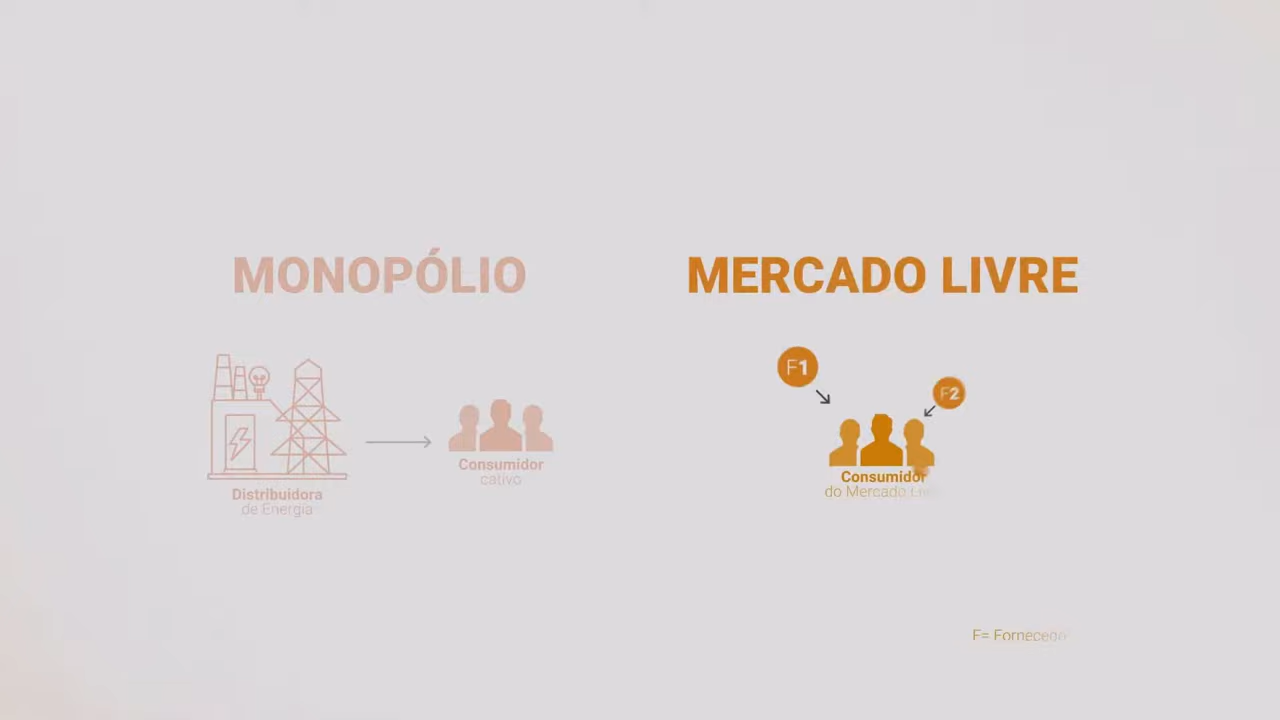 MONOPÓLIO
Distribuidora
de Energia
Consumidor
cativo
MERCADO LIVRE
F1
F2
Consumidor
do Mercado
F=